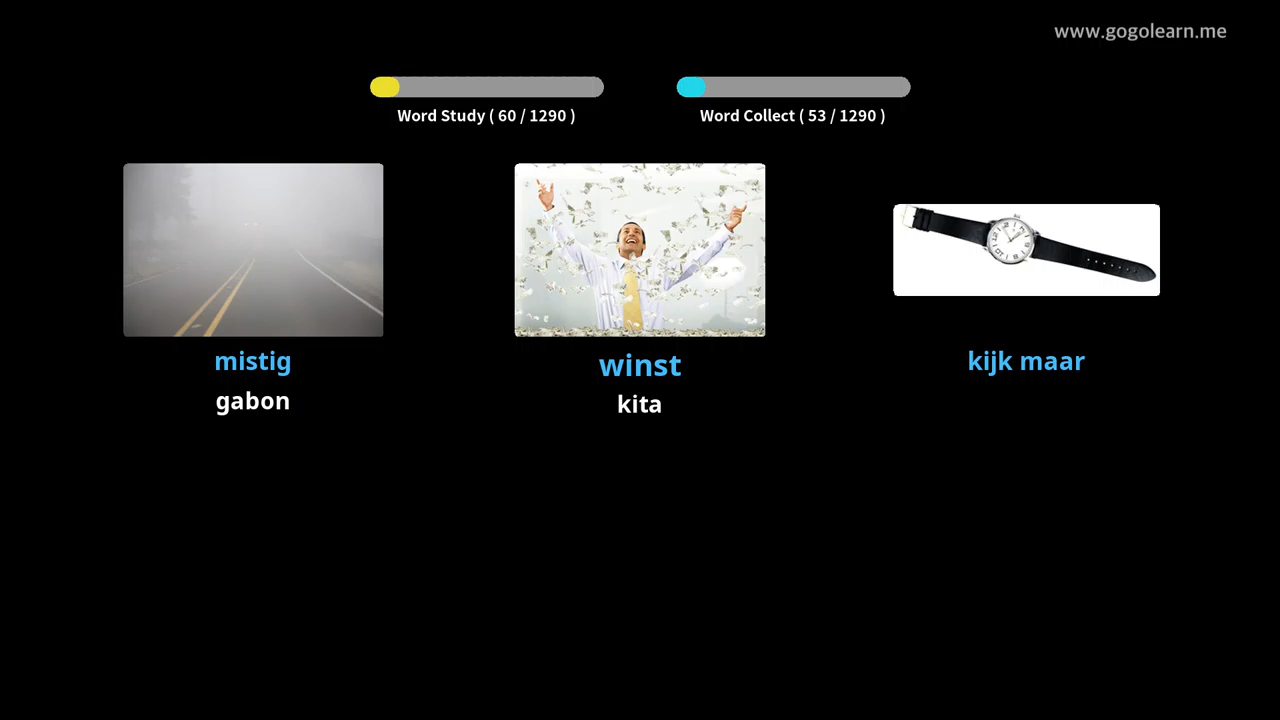 www.gogolearn.me
Word Study ( 60 / 1290 )
Word Collect ( 53 / 1290 )
mistig
winst
kijk maar
gabon
kita